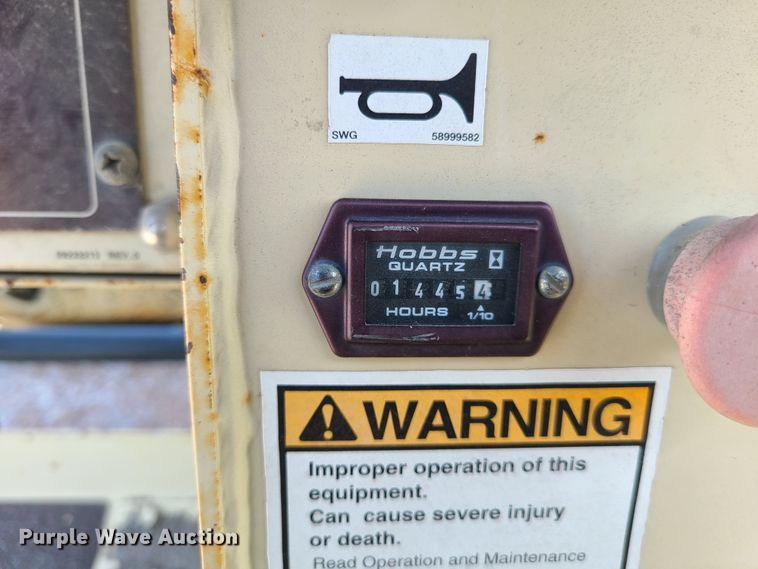 SWG 58999582
REV.
Hobbs
QUARTZ
014454
HOURS 1/10
WARNING
Improper operation of this
equipment.
Can cause severe injury
or death.
Read Operation and Maintenance
Purple Wave Auction